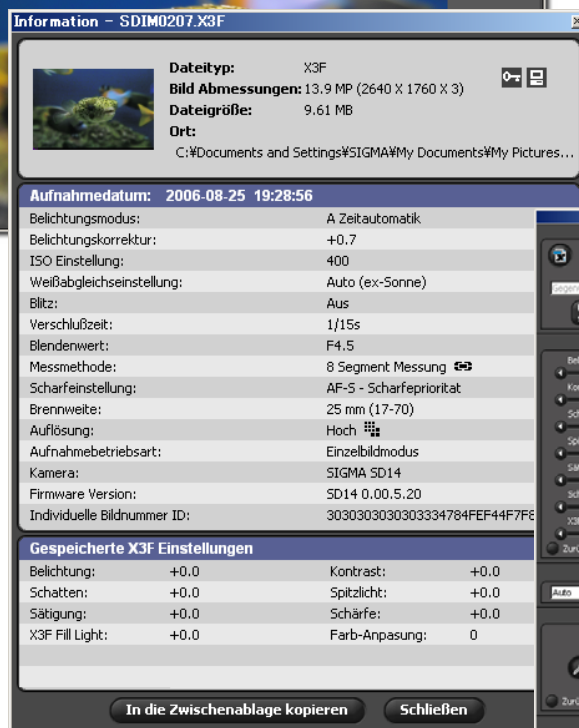 Information - SDIM0207.X3F
Dateityp: X3F
Bild Abmessungen: 13.9 MP (2640 X 1760 X 3)
Dateigröße: 9.61 MB
Ort:
C:¥Documents and Settings¥SIGMA¥My Documents¥My Pictures...
Aufnahmedatum: 2006-08-25 19:28:56
Belichtungsmodus: A Zeitautomatik
Belichtungskorrektur: +0.7
ISO Einstellung: 400
Weißabgleichseinstellung: Auto (ex-Sonne)
Blitz: Aus
Verschlußzeit: 1/15s
Blendenwert: F4.5
Messmethode: 8 Segment Messung
Scharfeinstellung: AF-S - Scharfepriorität
Brennweite: 25 mm (17-70)
Auflösung: Hoch
Aufnahmebetriebsart: Einzelbildmodus
Kamera: SIGMA SD14
Firmware Version: SD14 0.00.5.20
Individuelle Bildnummer ID: 3030303030303334784FEF44F7F8
Gespeicherte X3F Einstellungen
Belichtung: +0.0 Kontrast: +0.0
Schatten: +0.0 Spitzlicht: +0.0
Sätigung: +0.0 Schärfe: +0.0
X3F Fill Light: +0.0 Farb-Anpasung: 0
In die Zwischenablage kopieren Schließen
Auto